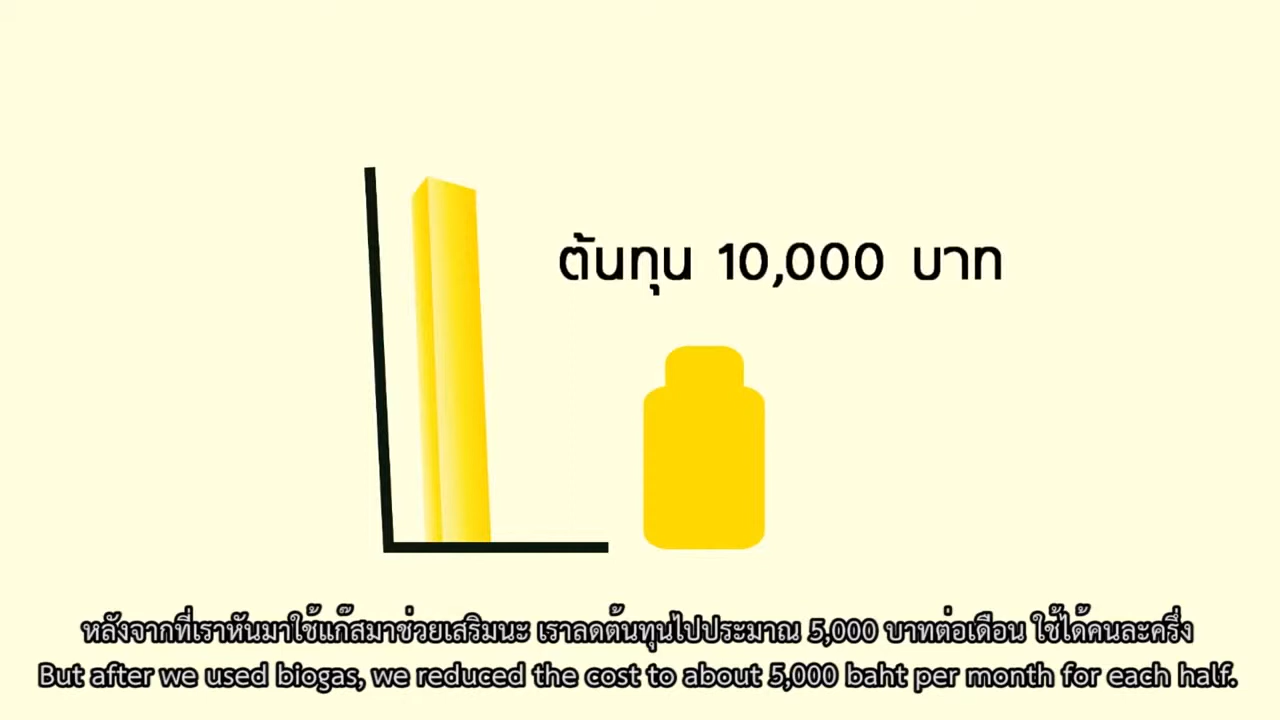 ต้นทุน 10,000 บาท
หลังจากที่เราหันมาใช้แก๊สมาช่วยเสริมนะ เราลดต้นทุนไปประมาณ 5,000 บาทต่อเดือน ใช้ได้คนละครึ่ง
But after we used biogas, we reduced the cost to about 5,000 baht per month for each half.